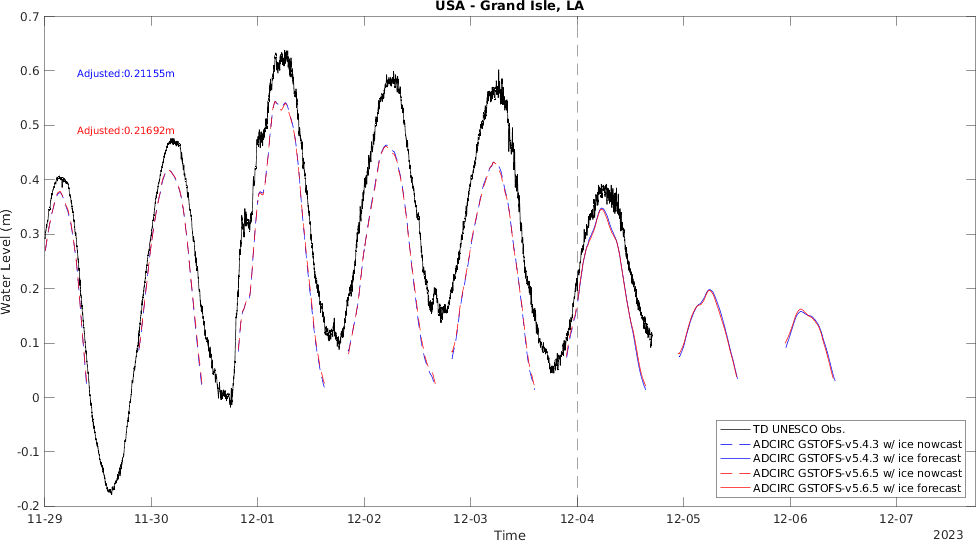 USA - Grand Isle, LA
0.7
0.6
0.5
0.4
0.3
0.2
0.1
0
-0.1
-0.2
Water Level (m)
Adjusted:0.21155m
Adjusted:0.21692m
TD UNESCO Obs.
ADCIRC GSTOFS-v5.4.3 w/ ice nowcast
ADCIRC GSTOFS-v5.4.3 w/ ice forecast
ADCIRC GSTOFS-v5.6.5 w/ ice nowcast
ADCIRC GSTOFS-v5.6.5 w/ ice forecast
11-29 11-30 12-01 12-02 12-03 12-04 12-05 12-06 12-07
Time
2023